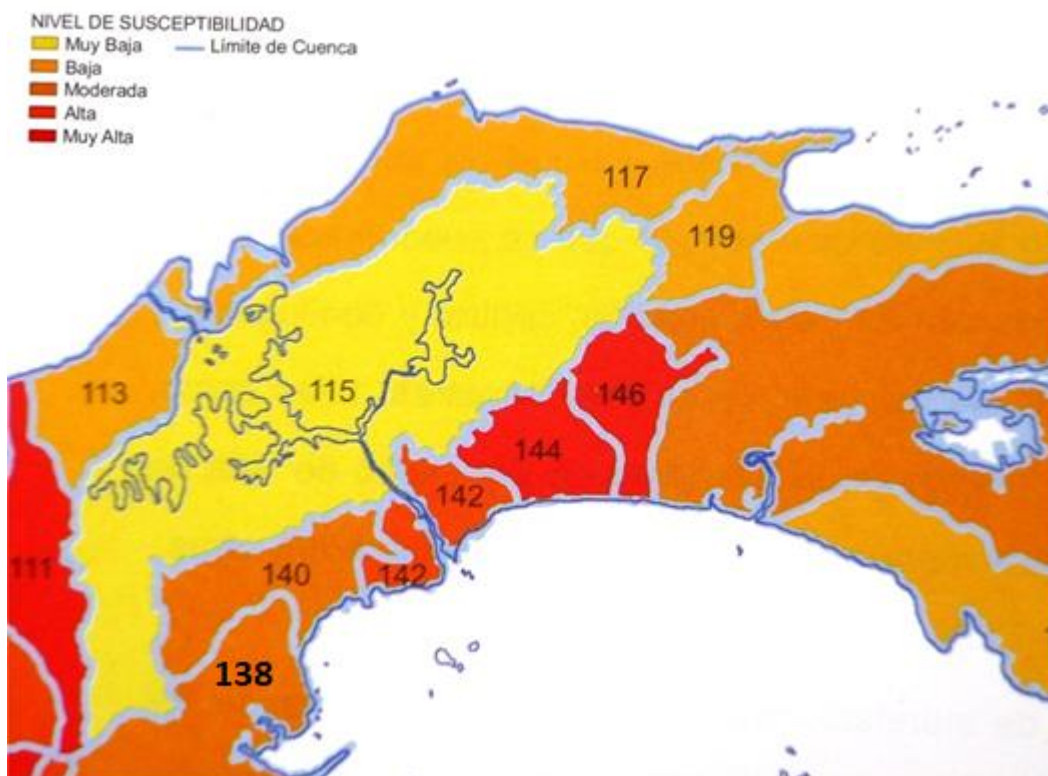 NIVEL DE SUSCEPTIBILIDAD
Muy Baja
Límite de Cuenca
Baja
Moderada
Alta
Muy Alta
117
119
113
115
146
144
142
111
140
142
138